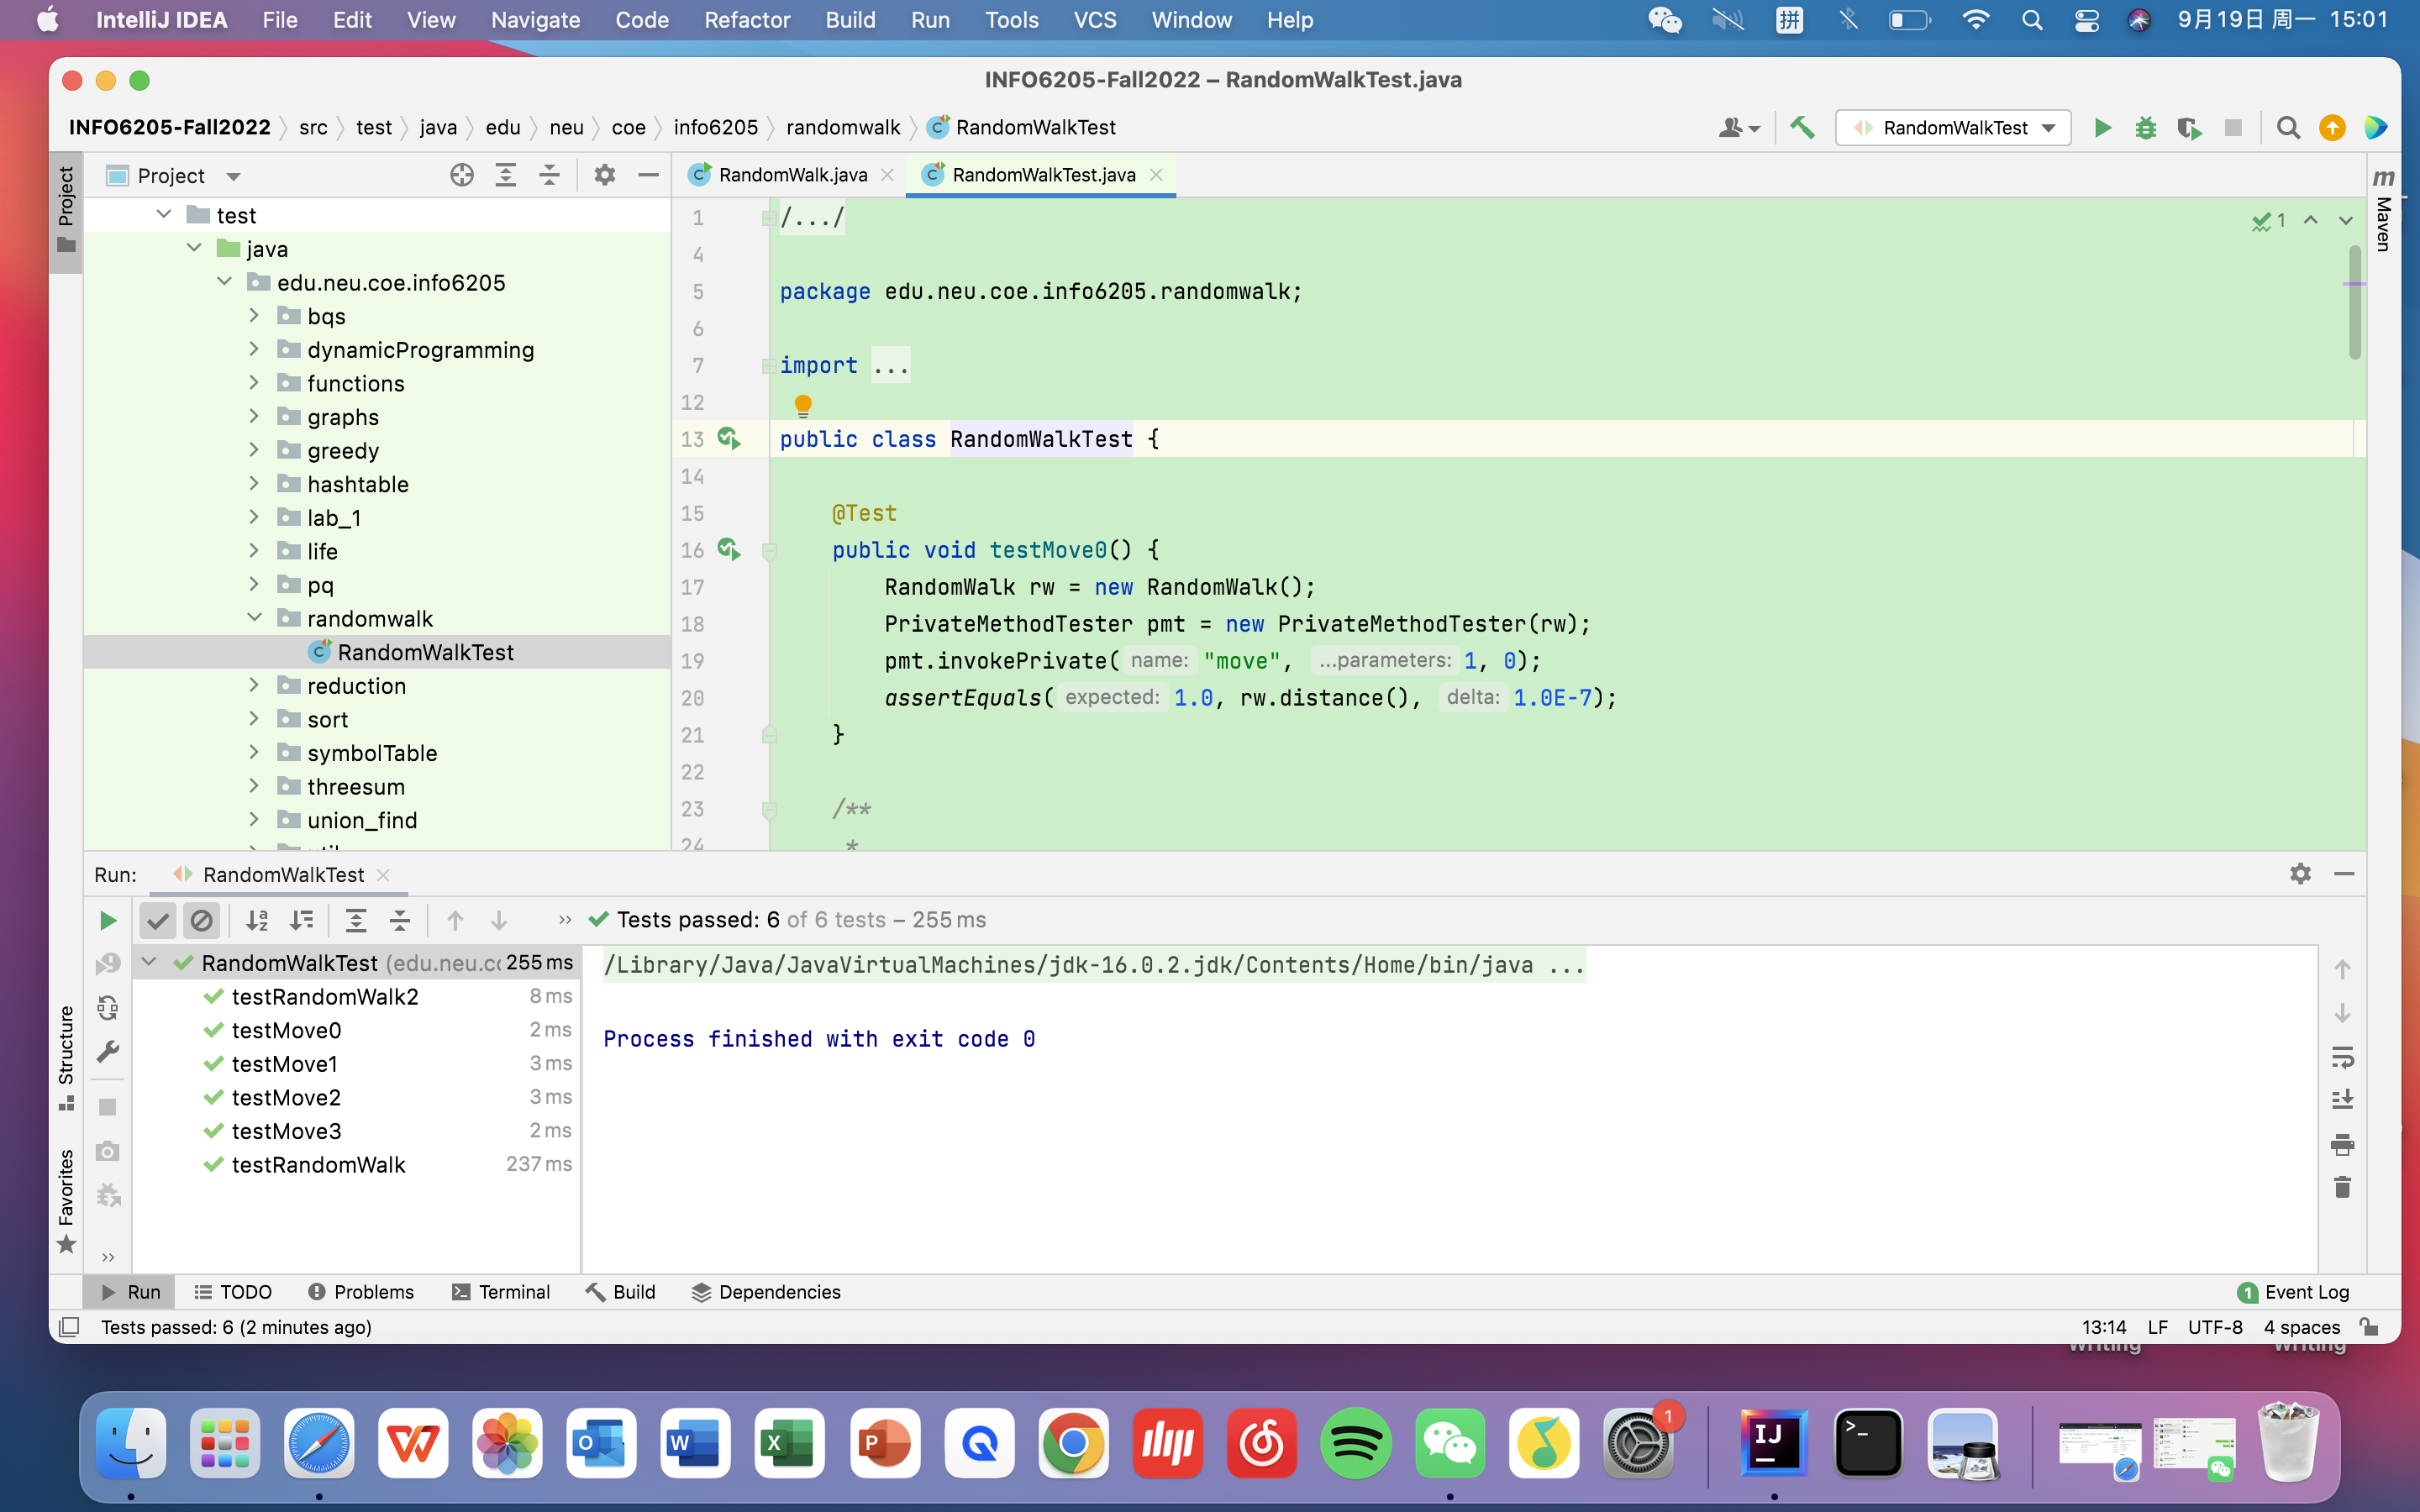 IntelliJ IDEA File Edit View Navigate Code Refactor Build Run Tools VCS Window Help 拼 9月19日 周一 15:01
INFO6205-Fall2022 – RandomWalkTest.java
INFO6205-Fall2022 src test java edu neu coe info6205 randomwalk RandomWalkTest RandomWalkTest
Project
Project
RandomWalk.java RandomWalkTest.java
m
Maven
test
java
edu.neu.coe.info6205
bqs
dynamicProgramming
functions
graphs
greedy
hashtable
lab_1
life
pq
randomwalk
RandomWalkTest
reduction
sort
symbolTable
threesum
union_find
1 /.../
1
4
5 package edu.neu.coe.info6205.randomwalk;
6
7 import ...
12
13 public class RandomWalkTest {
14
15 @Test
16 public void testMove0() {
17 RandomWalk rw = new RandomWalk();
18 PrivateMethodTester pmt = new PrivateMethodTester(rw);
19 pmt.invokePrivate( name: "move", ...parameters: 1, 0);
20 assertEquals( expected: 1.0, rw.distance(), delta: 1.0E-7);
21 }
22
23 /**
24 *
Run: RandomWalkTest
Tests passed: 6 of 6 tests – 255 ms
RandomWalkTest (edu.neu.cc 255 ms
testRandomWalk2 8 ms
testMove0 2 ms
testMove1 3 ms
testMove2 3 ms
testMove3 2 ms
testRandomWalk 237 ms
/Library/Java/JavaVirtualMachines/jdk-16.0.2.jdk/Contents/Home/bin/java ...
Process finished with exit code 0
Structure
Favorites
Run TODO Problems Terminal Build Dependencies 1 Event Log
Tests passed: 6 (2 minutes ago) 13:14 LF UTF-8 4 spaces
writing writing
W O W X P 1 IJ >_